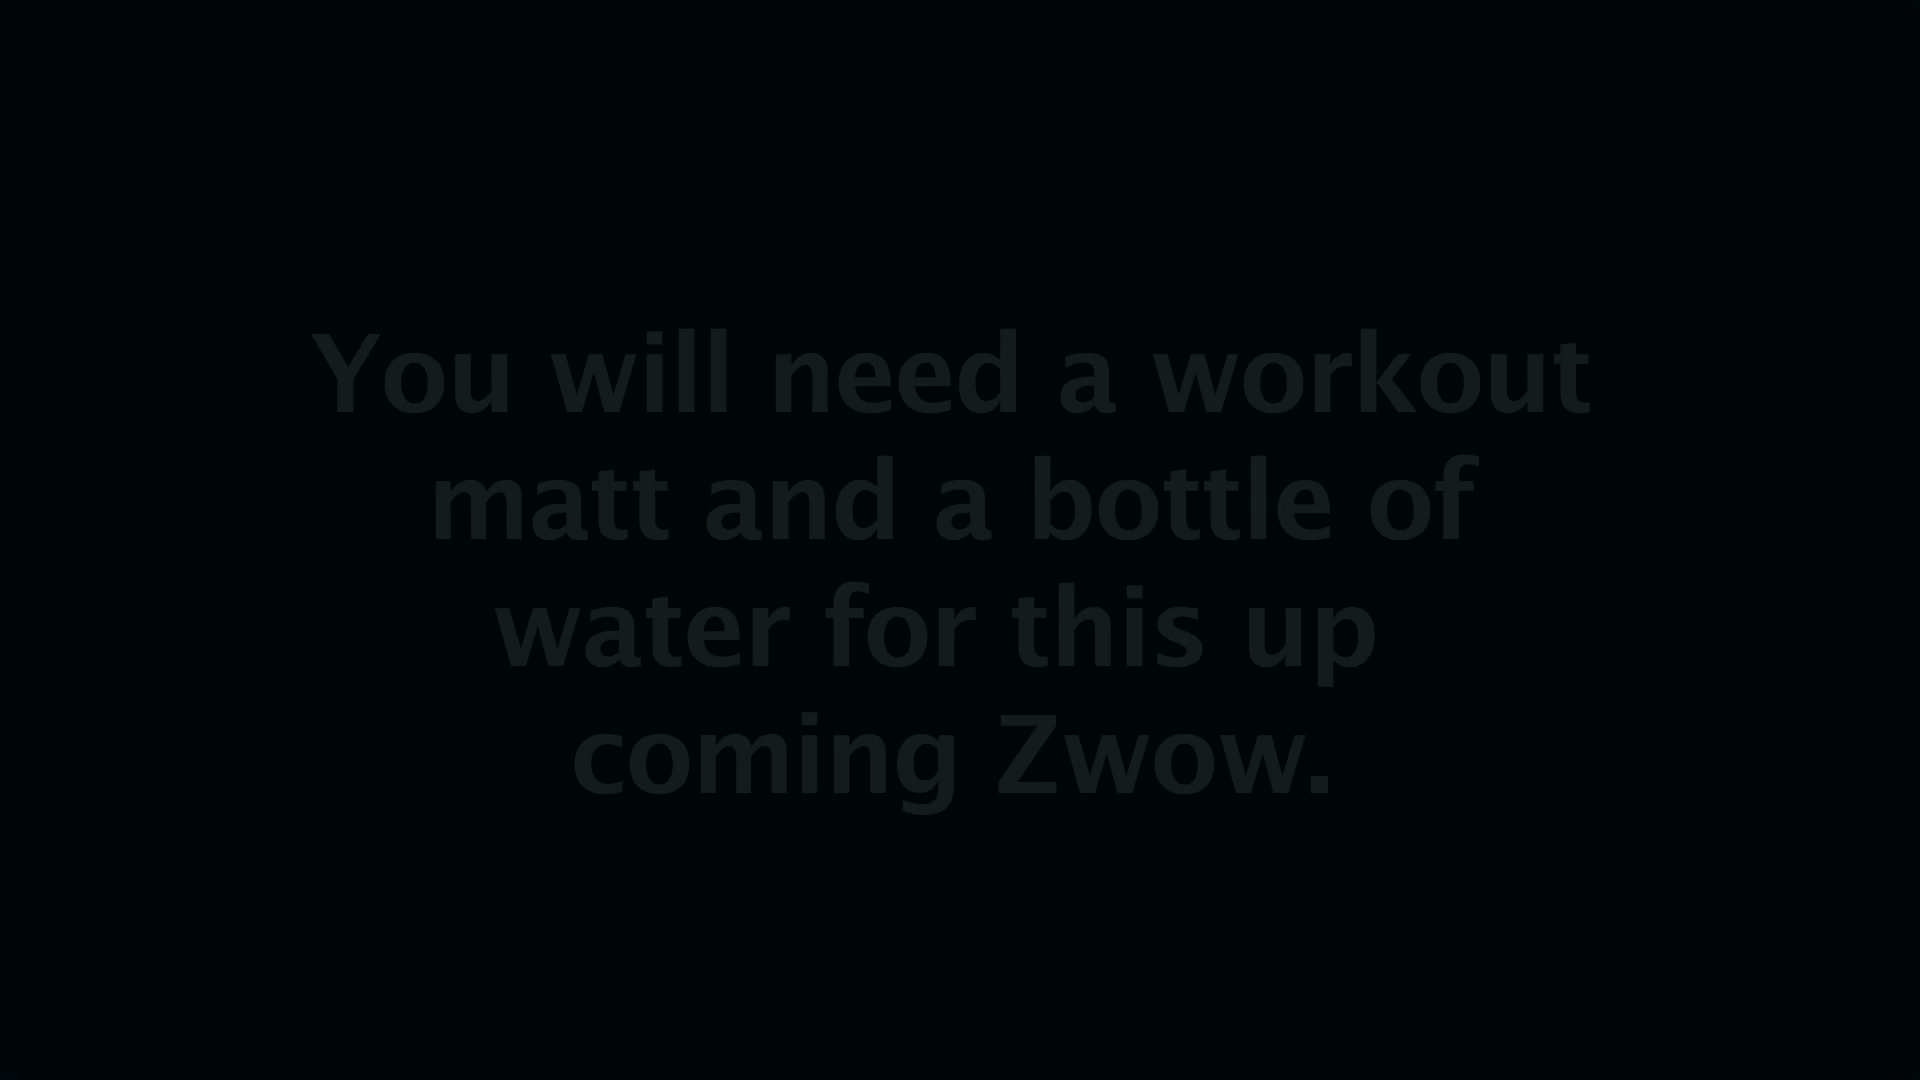 You will need a workout
matt and a bottle of
water for this up
coming Zwow.